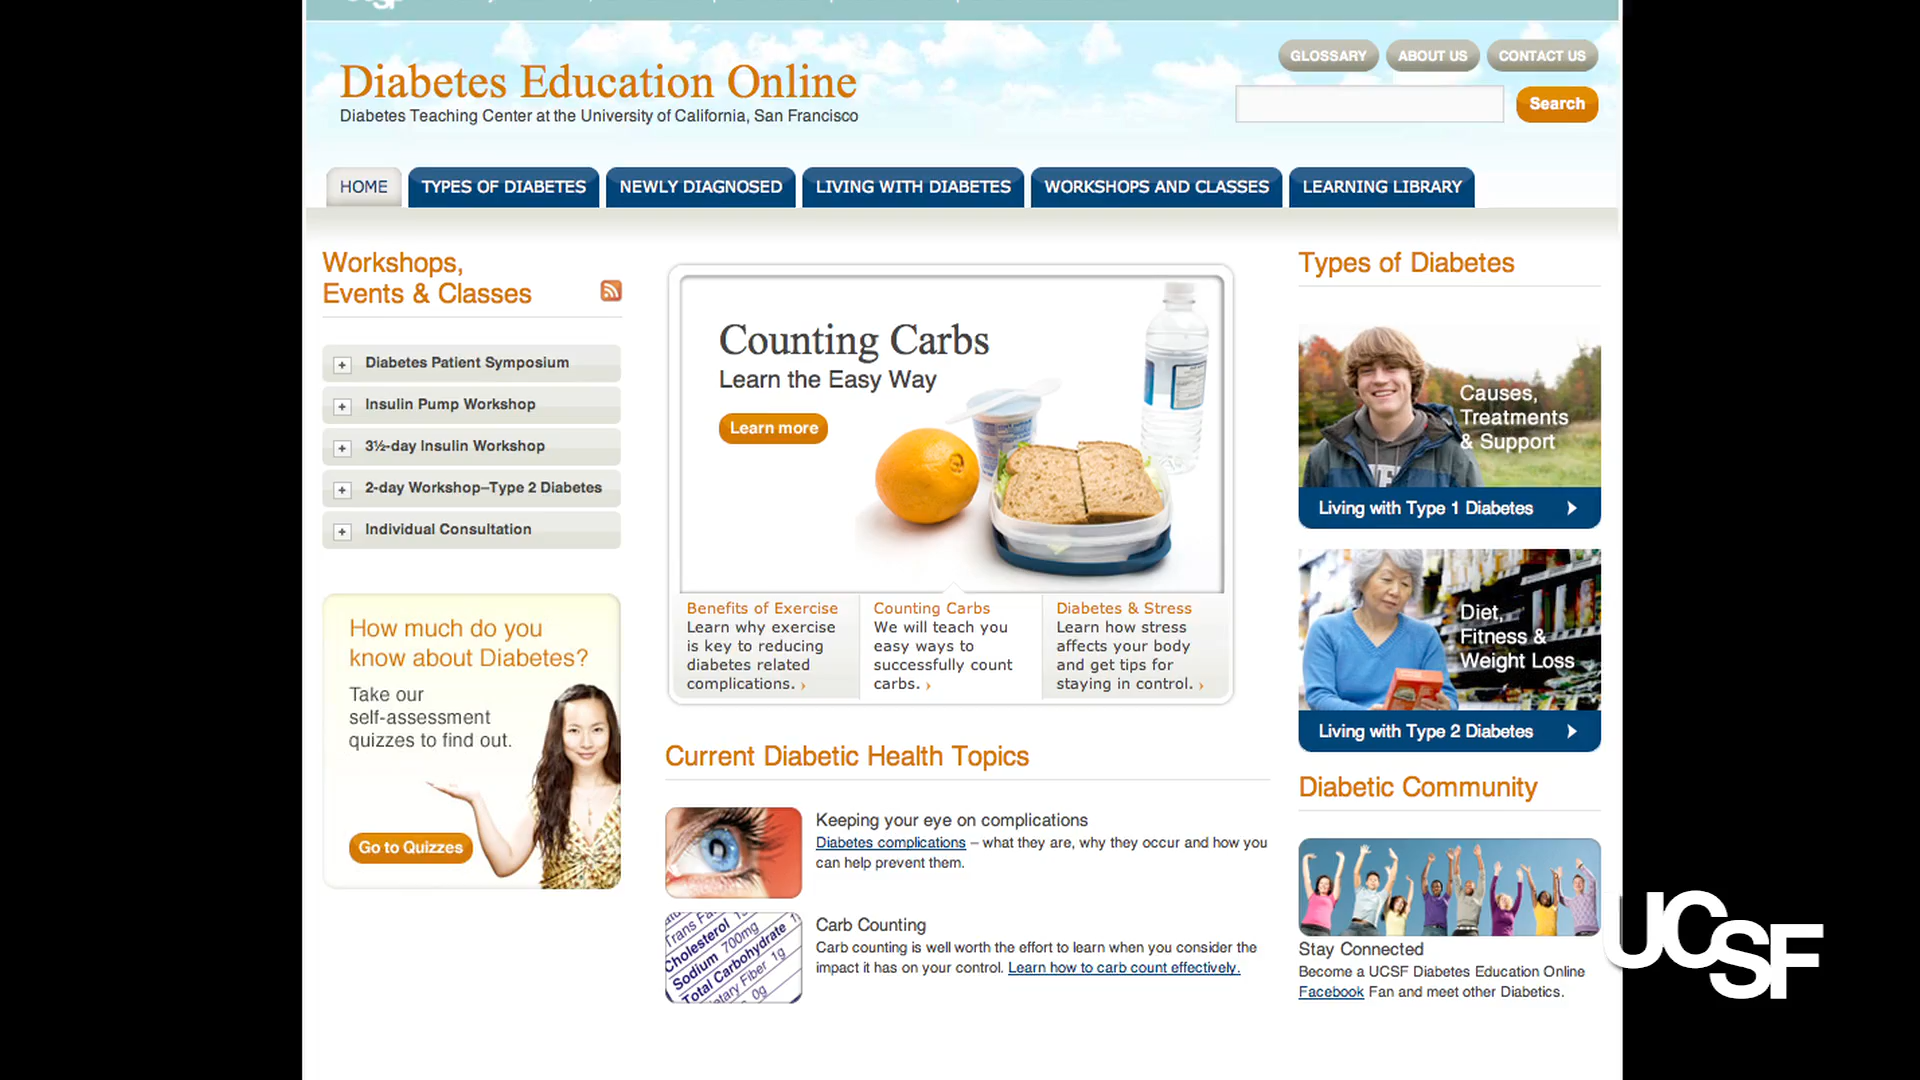 Diabetes Education Online
Diabetes Teaching Center at the University of California, San Francisco
GLOSSARY
ABOUT US
CONTACT US
Search
HOME
TYPES OF DIABETES
NEWLY DIAGNOSED
LIVING WITH DIABETES
WORKSHOPS AND CLASSES
LEARNING LIBRARY
Workshops,
Events & Classes
Diabetes Patient Symposium
Insulin Pump Workshop
3½-day Insulin Workshop
2-day Workshop–Type 2 Diabetes
Individual Consultation
How much do you
know about Diabetes?
Take our
self-assessment
quizzes to find out.
Go to Quizzes
Counting Carbs
Learn the Easy Way
Learn more
Benefits of Exercise
Learn why exercise
is key to reducing
diabetes related
complications. ›
Counting Carbs
We will teach you
easy ways to
successfully count
carbs. ›
Diabetes & Stress
Learn how stress
affects your body
and get tips for
staying in control. ›
Current Diabetic Health Topics
Keeping your eye on complications
Diabetes complications – what they are, why they occur and how you
can help prevent them.
Trans Fa
Cholesterol
Sodium 700mg
Total Carbohydrate 1
etary Fiber 1g
0g
Carb Counting
Carb counting is well worth the effort to learn when you consider the
impact it has on your control. Learn how to carb count effectively.
Types of Diabetes
Causes,
Treatments
& Support
Living with Type 1 Diabetes
Diet,
Fitness &
Weight Loss
Living with Type 2 Diabetes
Diabetic Community
Stay Connected
Become a UCSF Diabetes Education Online
Facebook Fan and meet other Diabetics.
UCSF